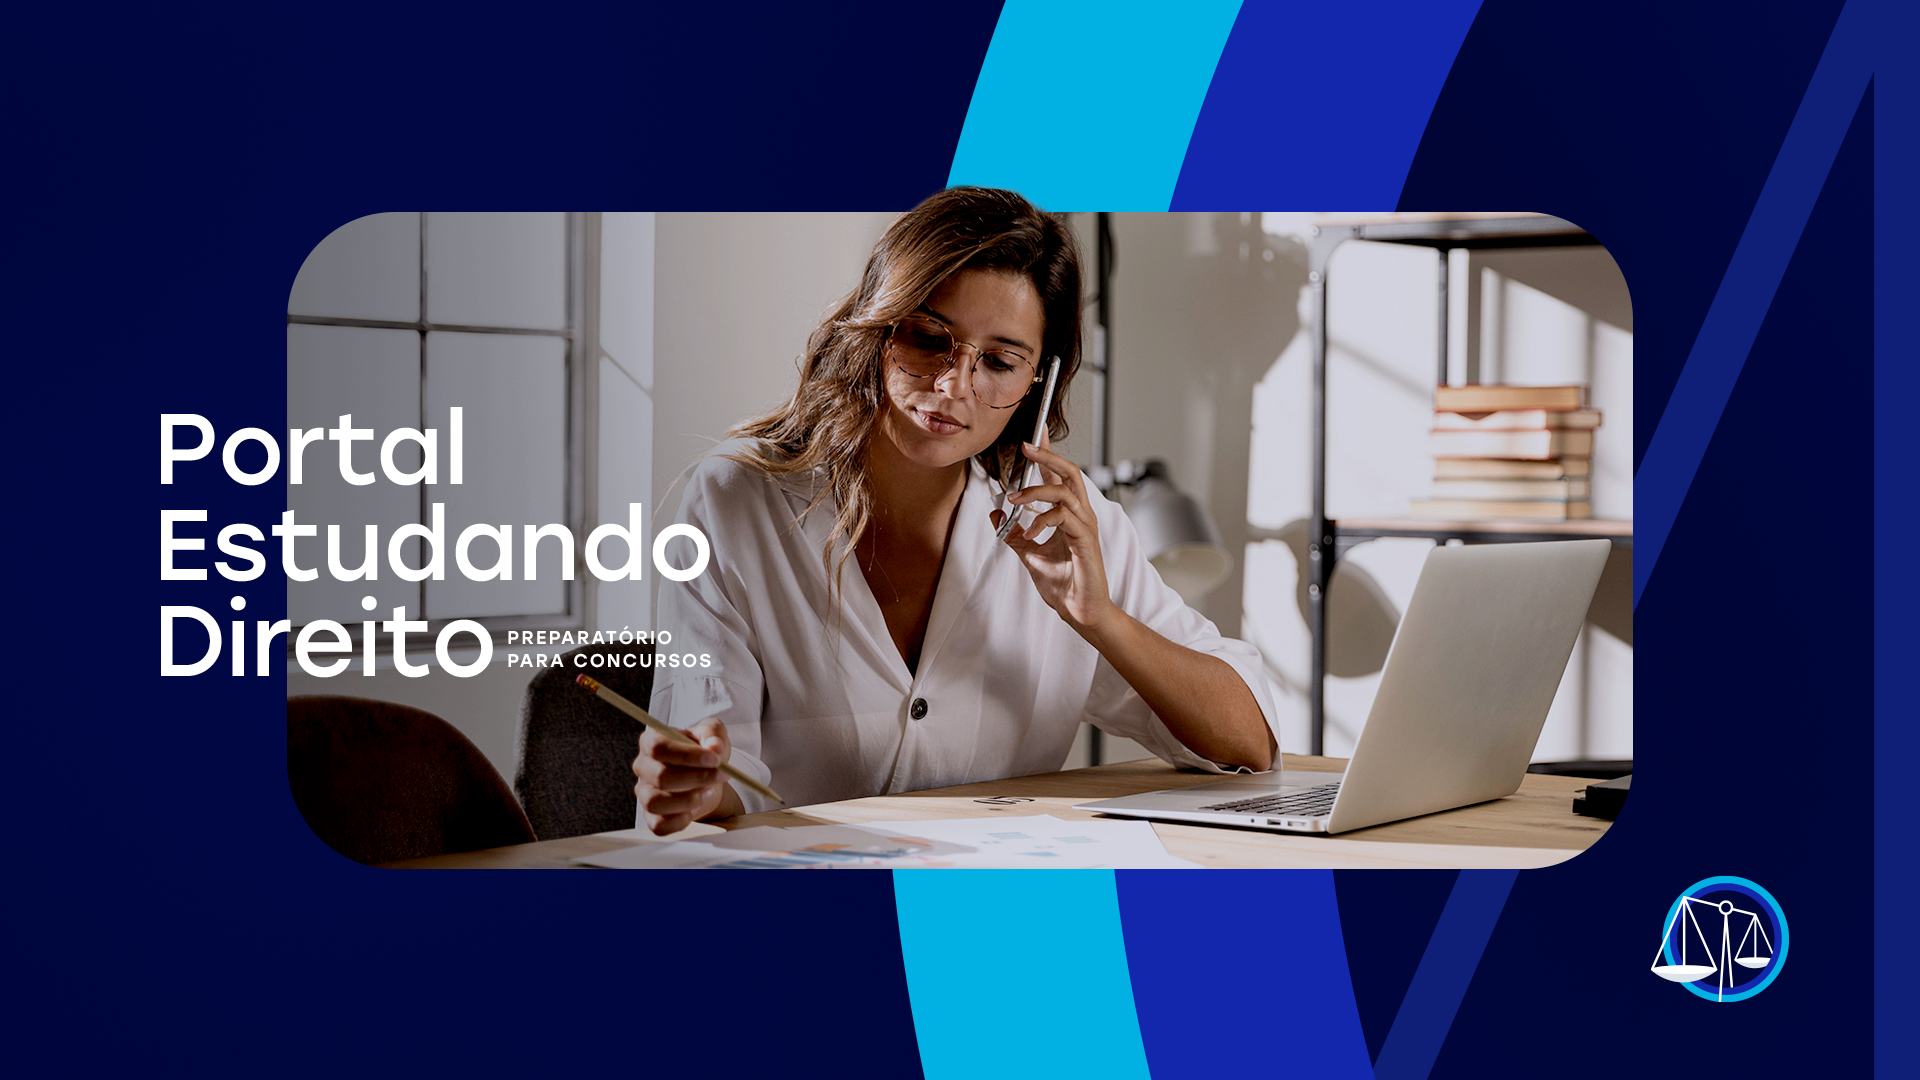 Portal
Estudando
Direito
PREPARATÓRIO
PARA CONCURSOS